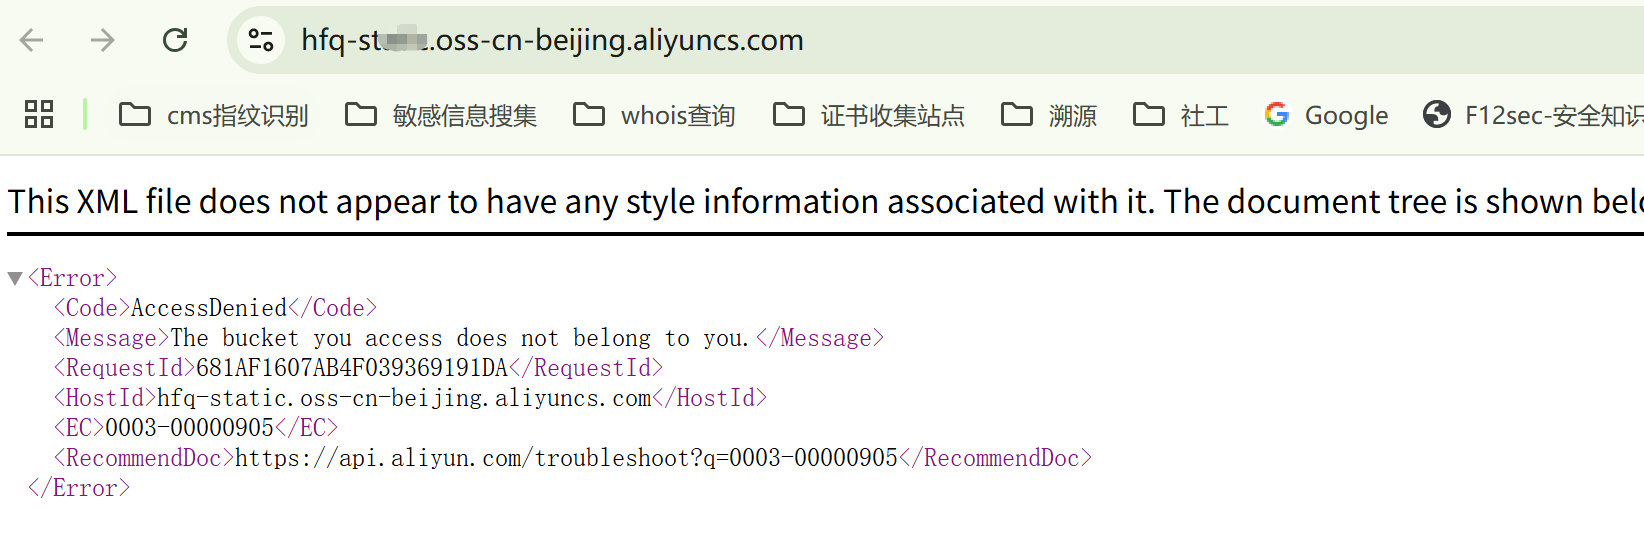 hfq-st.oss-cn-beijing.aliyuncs.com
cms指纹识别 敏感信息搜集 whois查询 证书收集站点 溯源 社工 Google F12sec-安全知识
This XML file does not appear to have any style information associated with it. The document tree is shown
<Error>
<Code>AccessDenied</Code>
<Message>The bucket you access does not belong to you.</Message>
<RequestId>681AF1607AB4F039369191DA</RequestId>
<HostId>hfq-static.oss-cn-beijing.aliyuncs.com</HostId>
<EC>0003-00000905</EC>
<RecommendDoc>https://api.aliyun.com/troubleshoot?q=0003-00000905</RecommendDoc>
</Error>